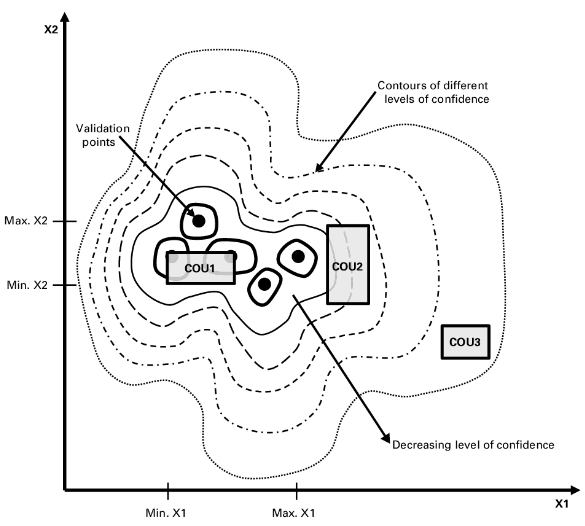 X2
Contours of different
levels of confidence
Validation
points
Max. X2
COU1
COU2
Min. X2
COU3
Decreasing level of confidence
X1
Min. X1
Max. X1